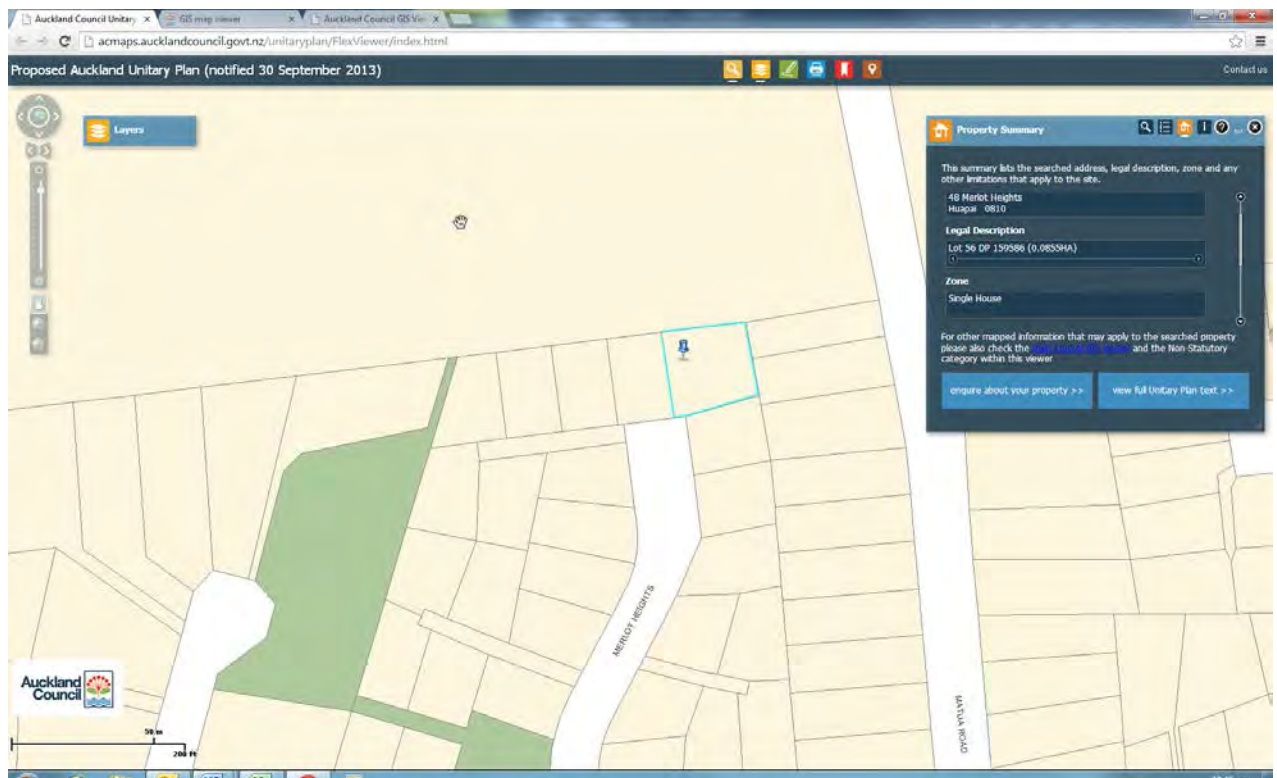 Auckland Council Unitary
GIS map viewer
Auckland Council GIS Vie
acmaps.aucklandcouncil.govt.nz/unitaryplan/FlexViewer/index.html
Proposed Auckland Unitary Plan (notified 30 September 2013)
Contact us
Layers
Property Summary
This summary lists the searched address, legal description, zone and any
other limitations that apply to the site.
48 Merlot Heights
Huapai 0810
Legal Description
Lot 56 DP 159586 (0.0855HA)
Zone
Single House
For other mapped information that may apply to the searched property
please also check the
and the Non-Statutory
category within this viewer
enquire about your property >>
view full Unitary Plan text >>
MERLOT HEIGHTS
MATUA ROAD
Auckland
Council
50 m
200 ft